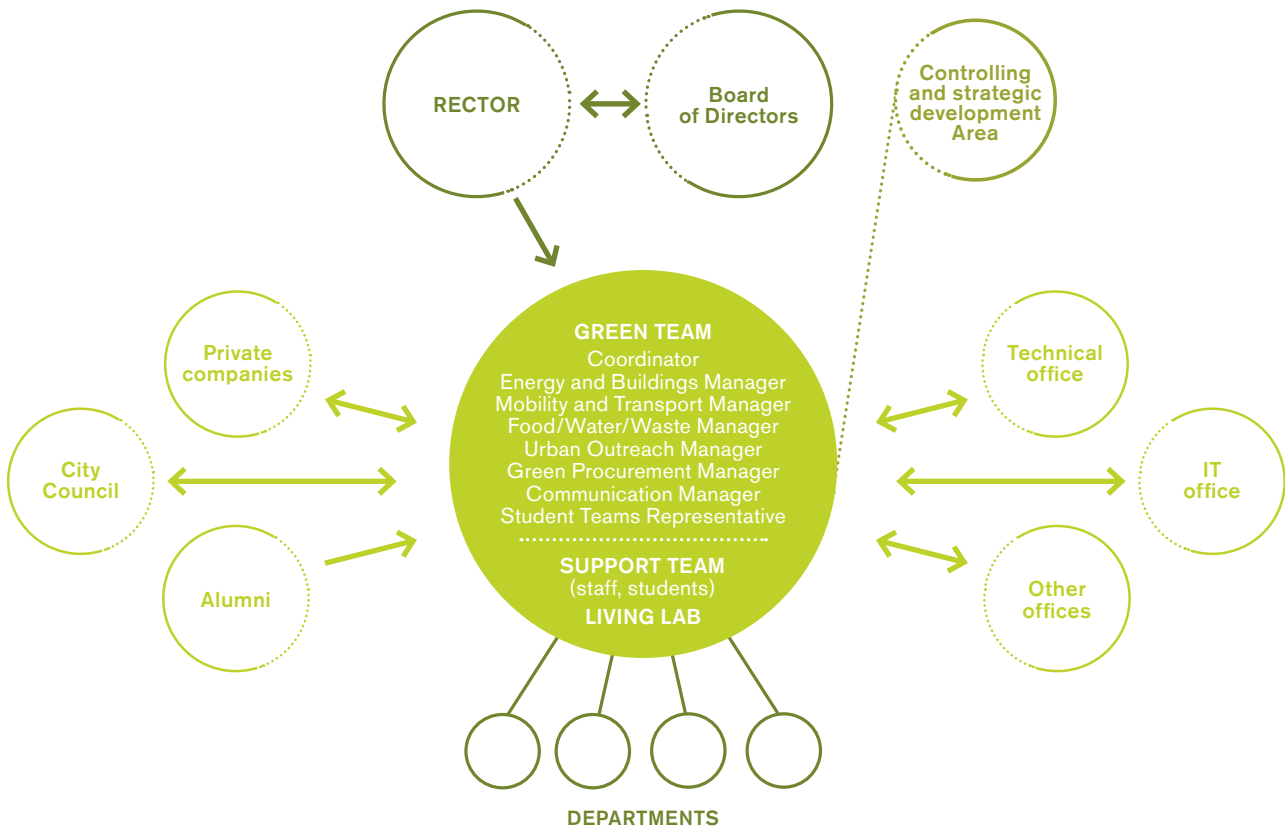 RECTOR
Board
of Directors
Controlling
and strategic
development
Area
Private
companies
City
Council
Alumni
GREEN TEAM
Coordinator
Energy and Buildings Manager
Mobility and Transport Manager
Food/Water/Waste Manager
Urban Outreach Manager
Green Procurement Manager
Communication Manager
Student Teams Representative
SUPPORT TEAM
(staff, students)
LIVING LAB
Technical
office
IT
office
Other
offices
DEPARTMENTS